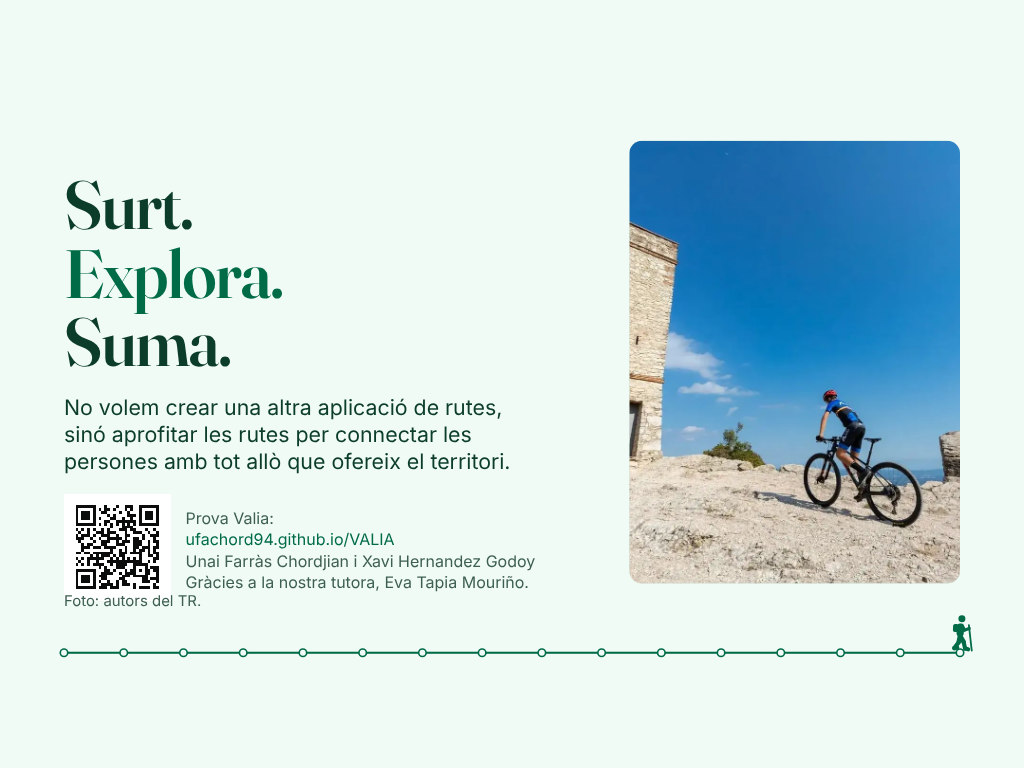 Surt.
Explora.
Suma.
No volem crear una altra aplicació de rutes,
sinó aprofitar les rutes per connectar les
persones amb tot allò que ofereix el territori.
Prova Valia:
ufachord94.github.io/VALIA
Unai Farràs Chordjian i Xavi Hernandez Godoy
Gràcies a la nostra tutora, Eva Tapia Mouriño.
Foto: autors del TR.